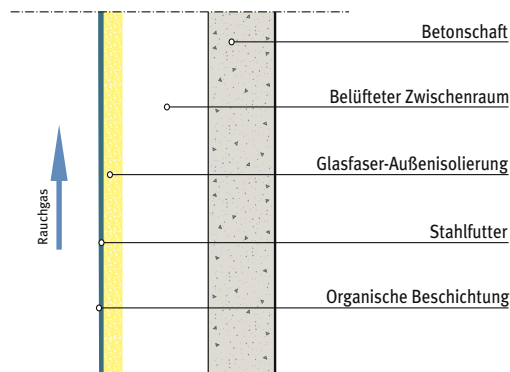 Betonschaft
Belüfteter Zwischenraum
Glasfaser-Außenisolierung
Rauchgas
Stahlfutter
Organische Beschichtung